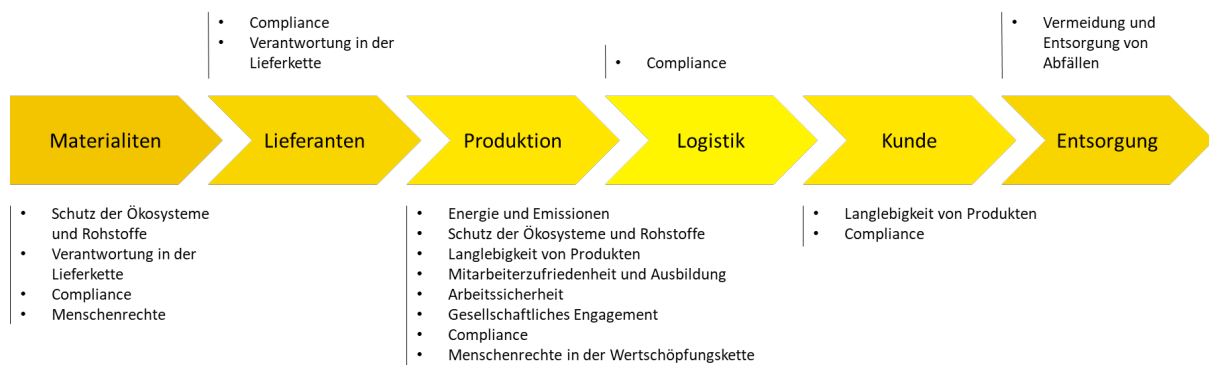 • Compliance
• Verantwortung in der
Lieferkette
• Compliance
• Vermeidung und
Entsorgung von
Abfällen
Materialiten
Lieferanten
Produktion
Logistik
Kunde
Entsorgung
• Schutz der Ökosysteme
und Rohstoffe
• Verantwortung in der
Lieferkette
• Compliance
• Menschenrechte
• Energie und Emissionen
• Schutz der Ökosysteme und Rohstoffe
• Langlebigkeit von Produkten
• Mitarbeiterzufriedenheit und Ausbildung
• Arbeitssicherheit
• Gesellschaftliches Engagement
• Compliance
• Menschenrechte in der Wertschöpfungskette
• Langlebigkeit von Produkten
• Compliance